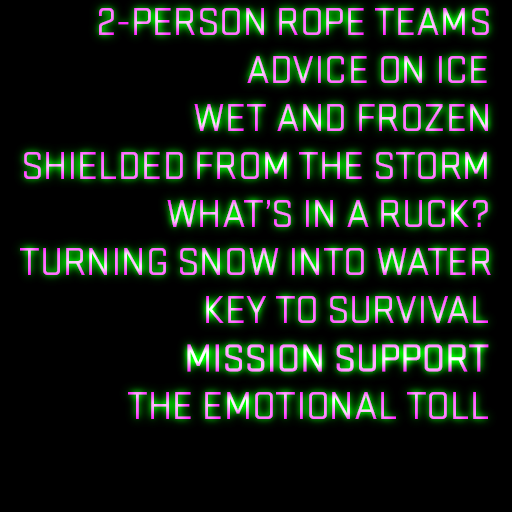 2-PERSON ROPE TEAMS
ADVICE ON ICE
WET AND FROZEN
SHIELDED FROM THE STORM
WHAT'S IN A RUCK?
TURNING SNOW INTO WATER
KEY TO SURVIVAL
MISSION SUPPORT
THE EMOTIONAL TOLL